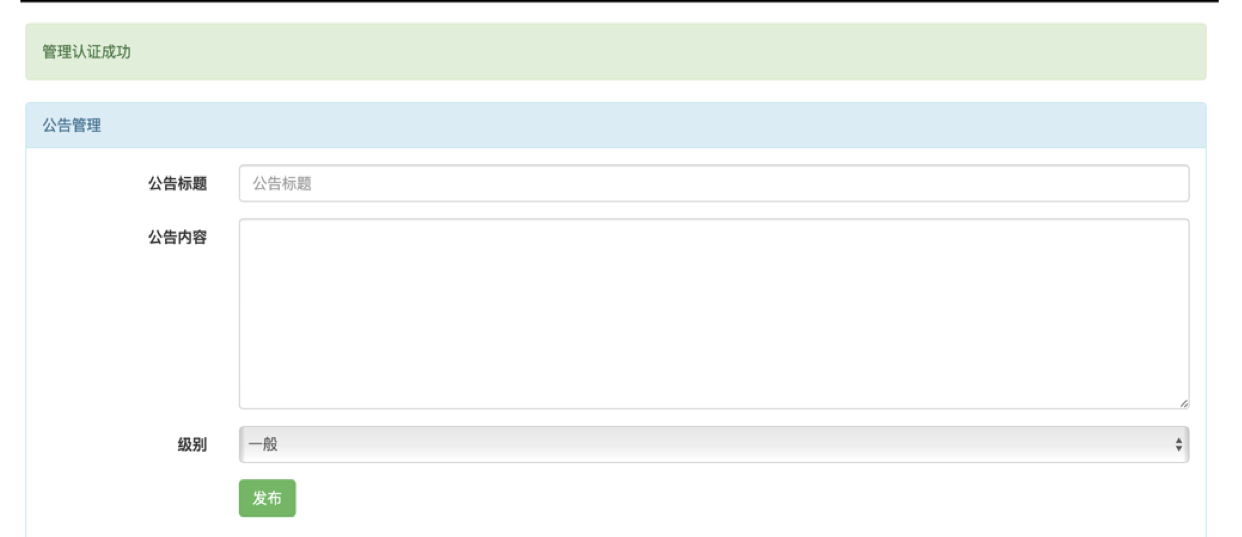 管理认证成功
公告管理
公告标题 公告标题
公告内容
级别 一般
发布